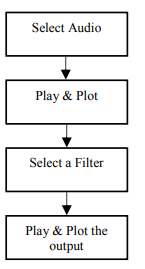 Select Audio
Play & Plot
Select a Filter
Play & Plot the
output